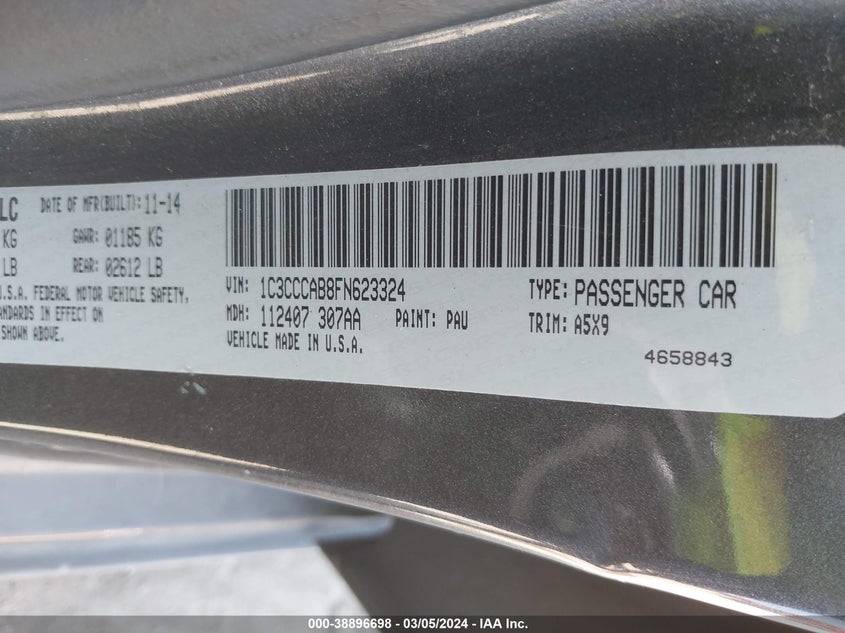 LC DATE OF MFR(BUILT): 11-14
KG GAWR: 01185 KG
LB REAR: 02612 LB
U.S.A. FEDERAL MOTOR VEHICLE SAFETY,
STANDARDS IN EFFECT ON
SHOWN ABOVE.
VIN: 1C3CCCAB8FN623324 TYPE: PASSENGER CAR
MDH: 112407 307AA PAINT: PAU TRIM: A5X9
VEHICLE MADE IN U.S.A.
4658843
000-38896698 - 03/05/2024 - IAA Inc.